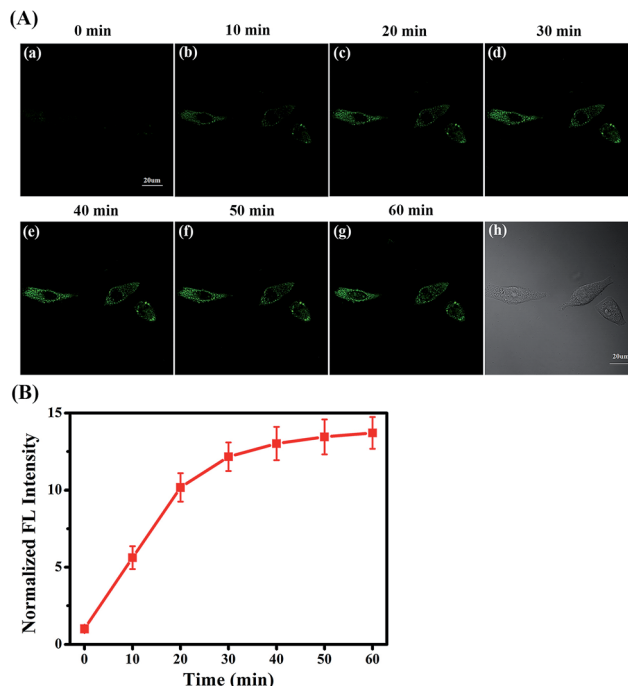 (A)
0 min 10 min 20 min 30 min
(a) (b) (c) (d)
20um
40 min 50 min 60 min
(e) (f) (g) (h)
20um
(B)
15
10
5
0
Normalized FL Intensity
0 10 20 30 40 50 60
Time (min)